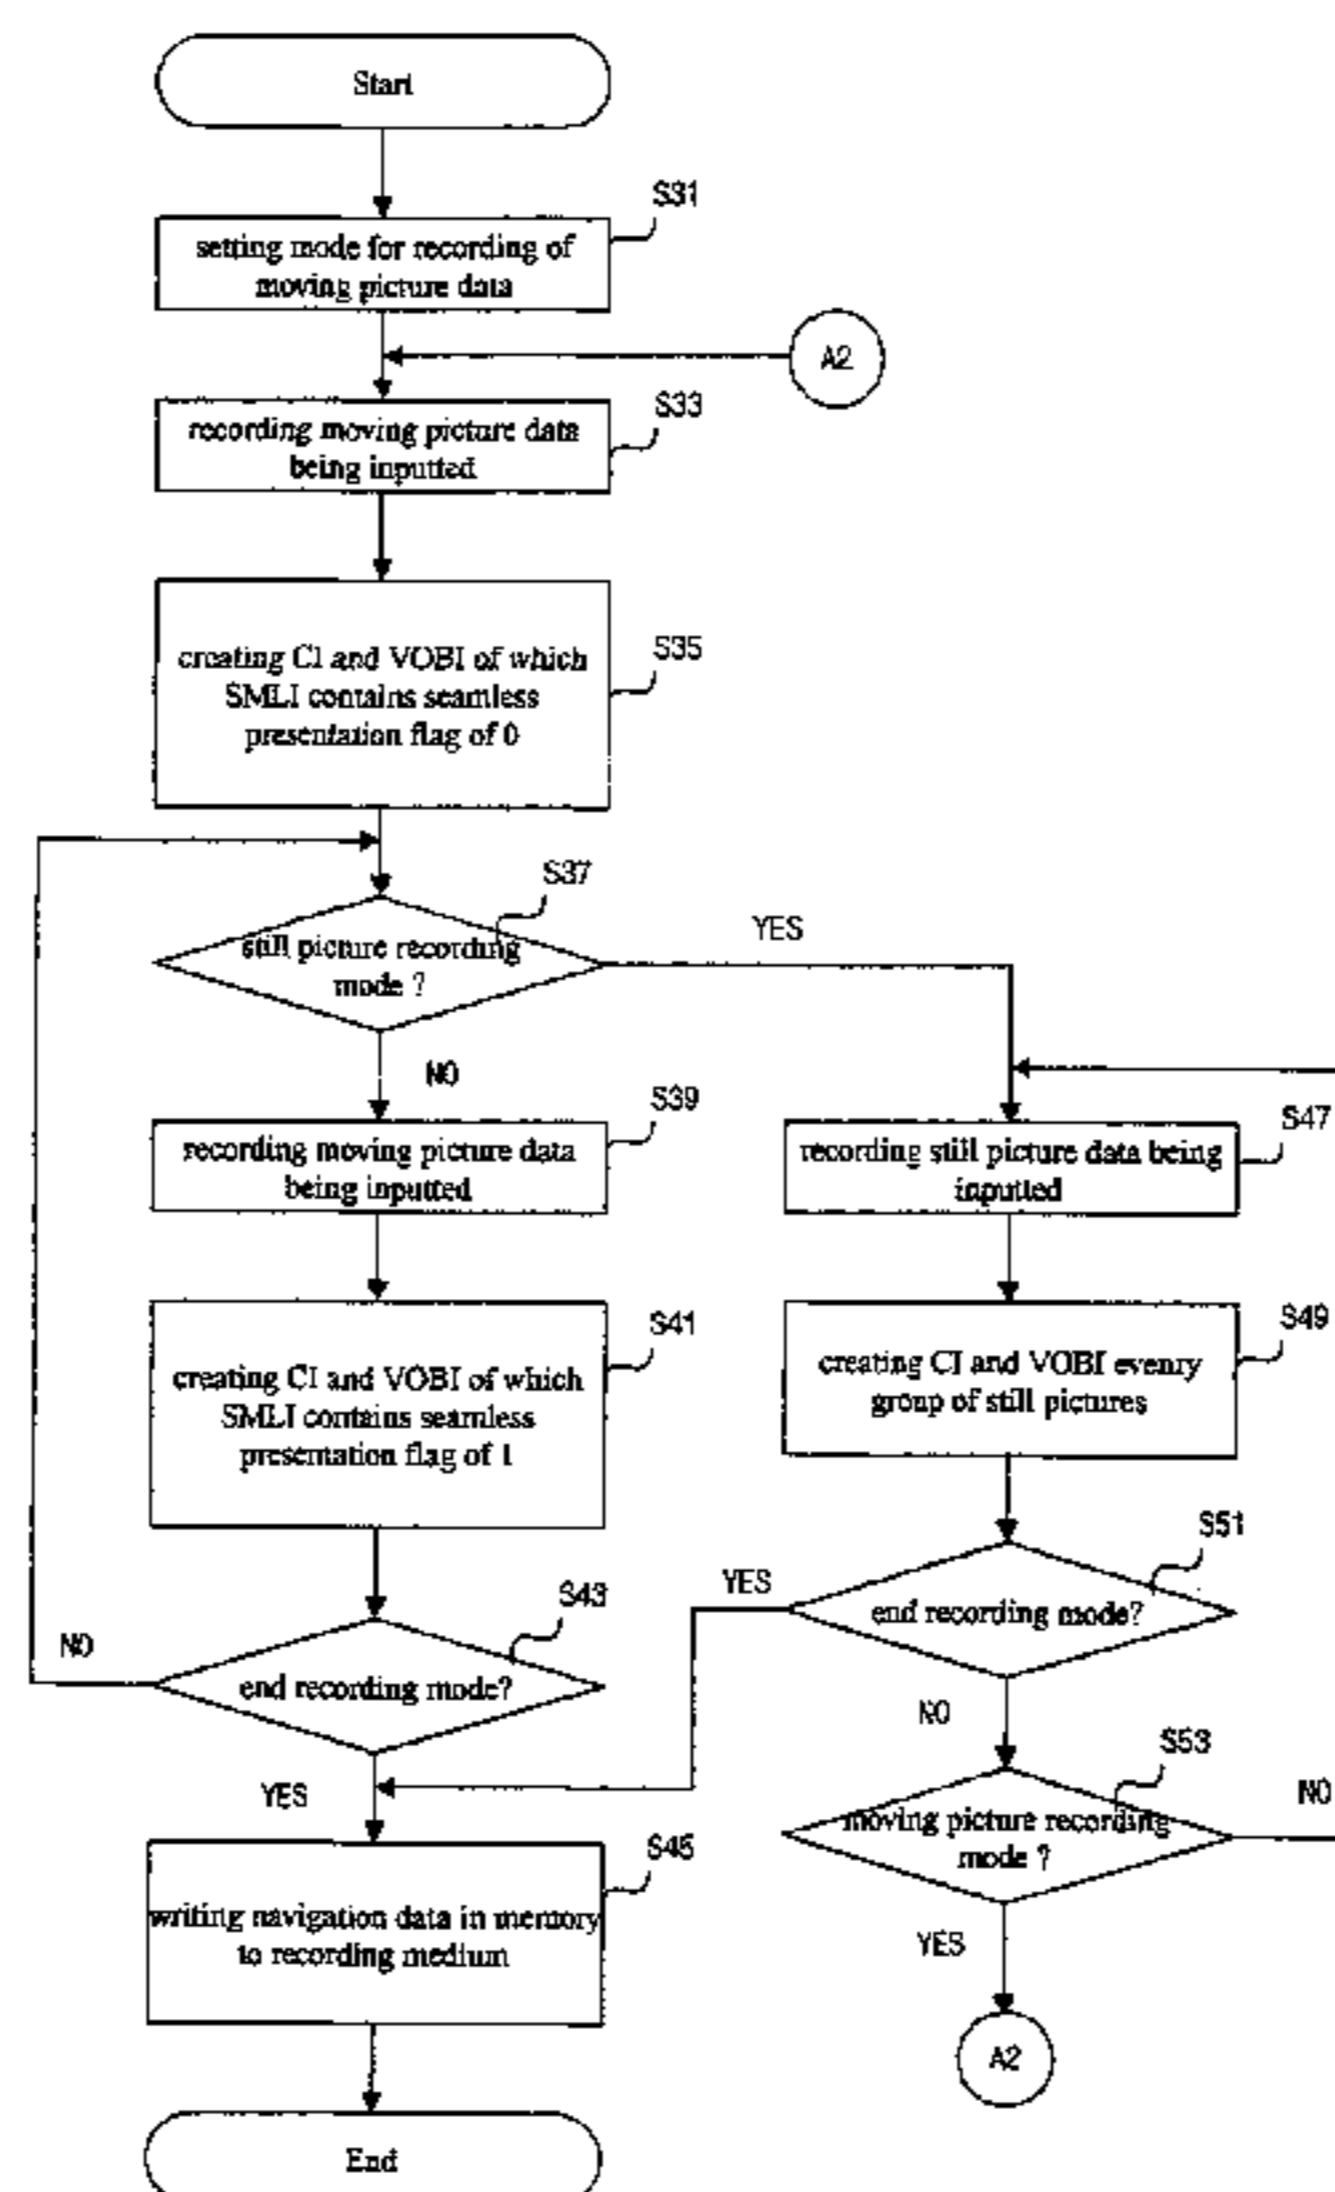 Start
S31
setting mode for recording of
moving picture data
A2
S33
recording moving picture data
being inputted
S35
creating CI and VOBI of which
SMLI contains seamless
presentation flag of 0
S37
still picture recording
mode ?
YES
NO
S39
recording moving picture data
being inputted
S47
recording still picture data being
inputted
S41
creating CI and VOBI of which
SMLI contains seamless
presentation flag of 1
S49
creating CI and VOBI evenry
group of still pictures
S51
YES
end recording mode?
S43
NO
end recording mode?
NO
S53
YES
moving picture recording
mode ?
NO
S45
writing navigation data in memory
to recording medium
YES
A2
End